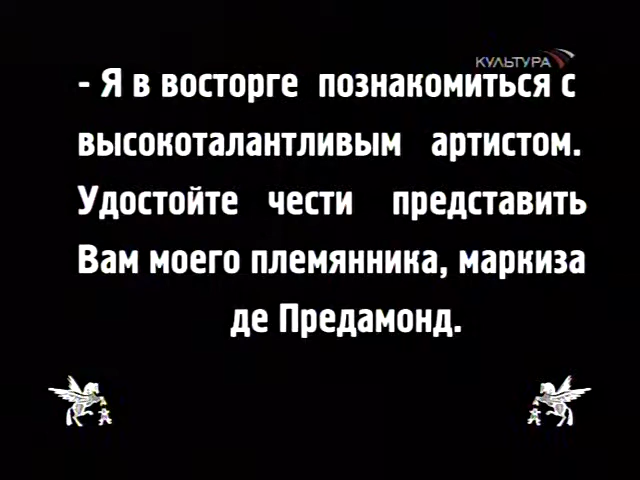 КУЛЬТУРА
- Я в восторге познакомиться с
высокоталантливым артистом.
Удостойте чести представить
Вам моего племянника, маркиза
де Предамонд.